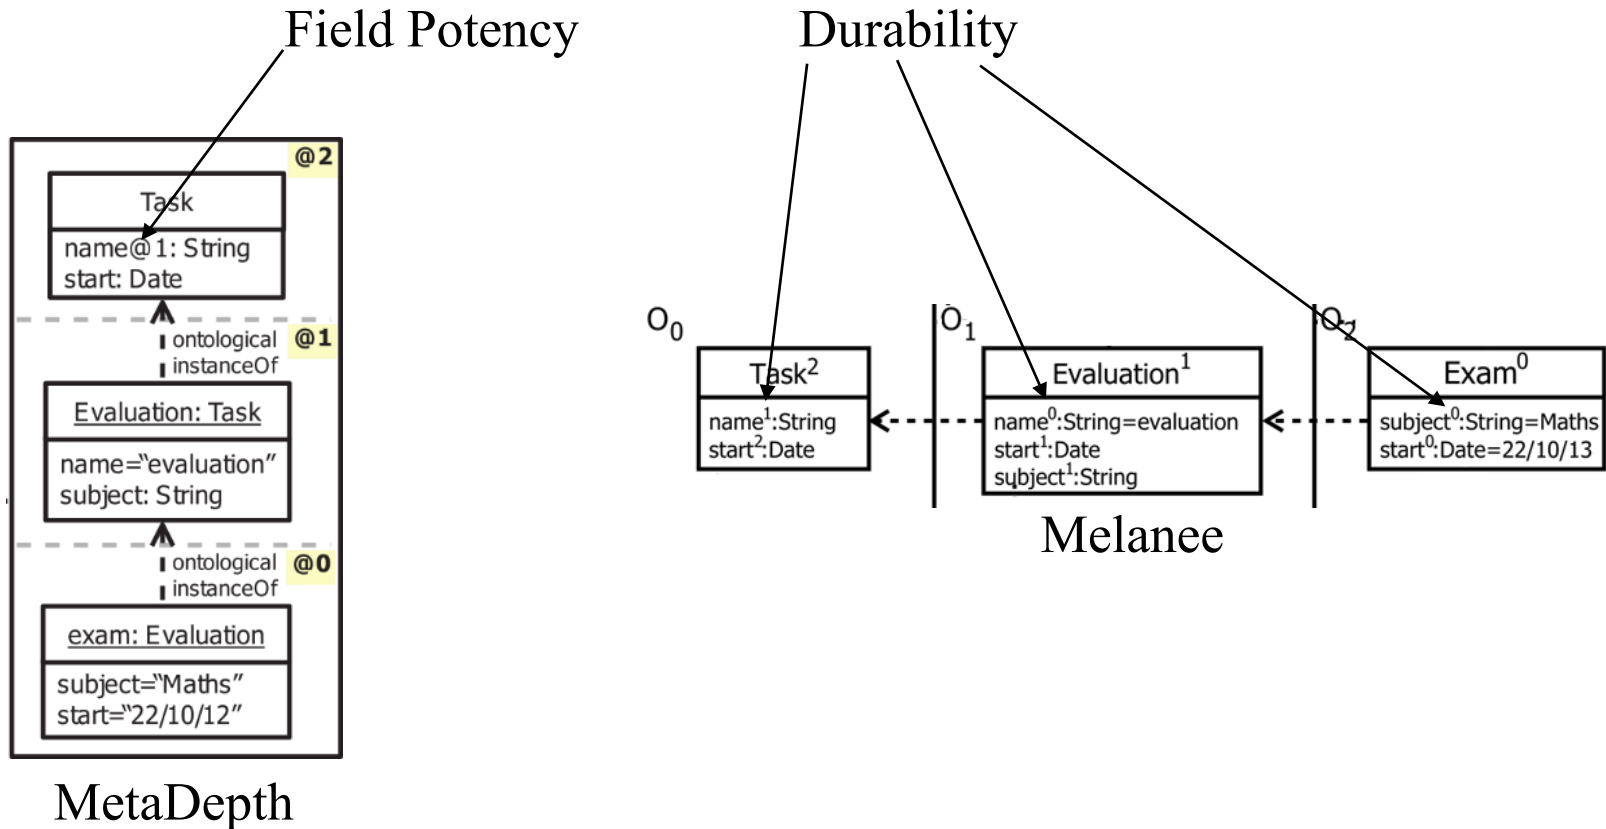 Field Potency
Durability
@2
Task
name@1: String
start: Date
ontological
instanceOf
@1
Evaluation: Task
name="evaluation"
subject: String
ontological
instanceOf
@0
exam: Evaluation
subject="Maths"
start="22/10/12"
MetaDepth
O₀
Task²
name¹:String
start²:Date
O₁
Evaluation¹
name⁰:String=evaluation
start¹:Date
subject¹:String
O₂
Exam⁰
subject⁰:String=Maths
start⁰:Date=22/10/13
Melanee